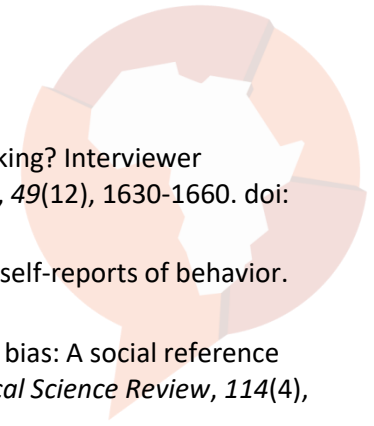 king? Interviewer
, 49(12), 1630-1660. doi:
self-reports of behavior.
bias: A social reference
cal Science Review, 114(4),